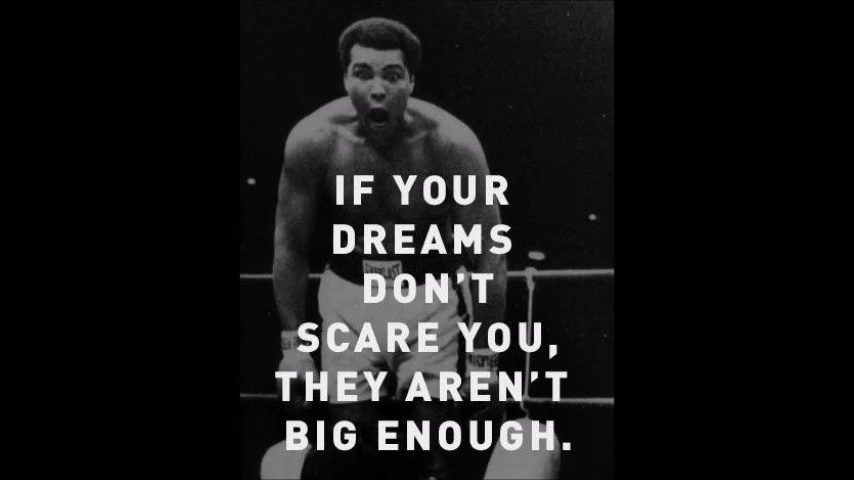 IF YOUR
DREAMS
DON'T
SCARE YOU,
THEY AREN'T
BIG ENOUGH.